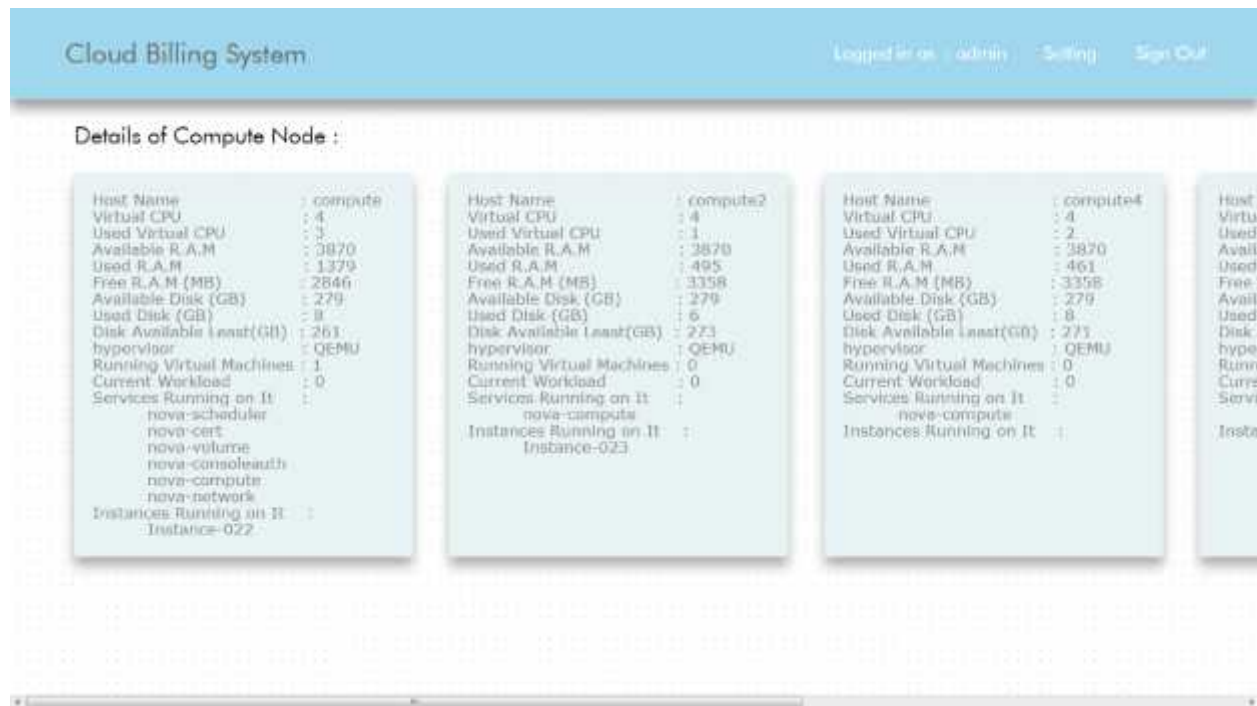 Cloud Billing System
Logged in as : admin
Setting
Sign Out
Details of Compute Node :
Host Name : compute
Virtual CPU : 4
Used Virtual CPU : 3
Available R.A.M : 3870
Used R.A.M : 1379
Free R.A.M (MB) : 2846
Available Disk (GB) : 279
Used Disk (GB) : 8
Disk Available Least(GB) : 261
hypervisor : QEMU
Running Virtual Machines : 1
Current Workload : 0
Services Running on It :
nova-scheduler
nova-cert
nova-volume
nova-consoleauth
nova-compute
nova-network
Instances Running on It :
Instance-022
Host Name : compute2
Virtual CPU : 4
Used Virtual CPU : 1
Available R.A.M : 3870
Used R.A.M : 495
Free R.A.M (MB) : 3358
Available Disk (GB) : 279
Used Disk (GB) : 6
Disk Available Least(GB) : 273
hypervisor : QEMU
Running Virtual Machines : 0
Current Workload : 0
Services Running on It :
nova-compute
Instances Running on It :
Instance-023
Host Name : compute4
Virtual CPU : 4
Used Virtual CPU : 2
Available R.A.M : 3870
Used R.A.M : 461
Free R.A.M (MB) : 3358
Available Disk (GB) : 279
Used Disk (GB) : 8
Disk Available Least(GB) : 271
hypervisor : QEMU
Running Virtual Machines : 0
Current Workload : 0
Services Running on It :
nova-compute
Instances Running on It :
Host
Used
Free
Used
Disk